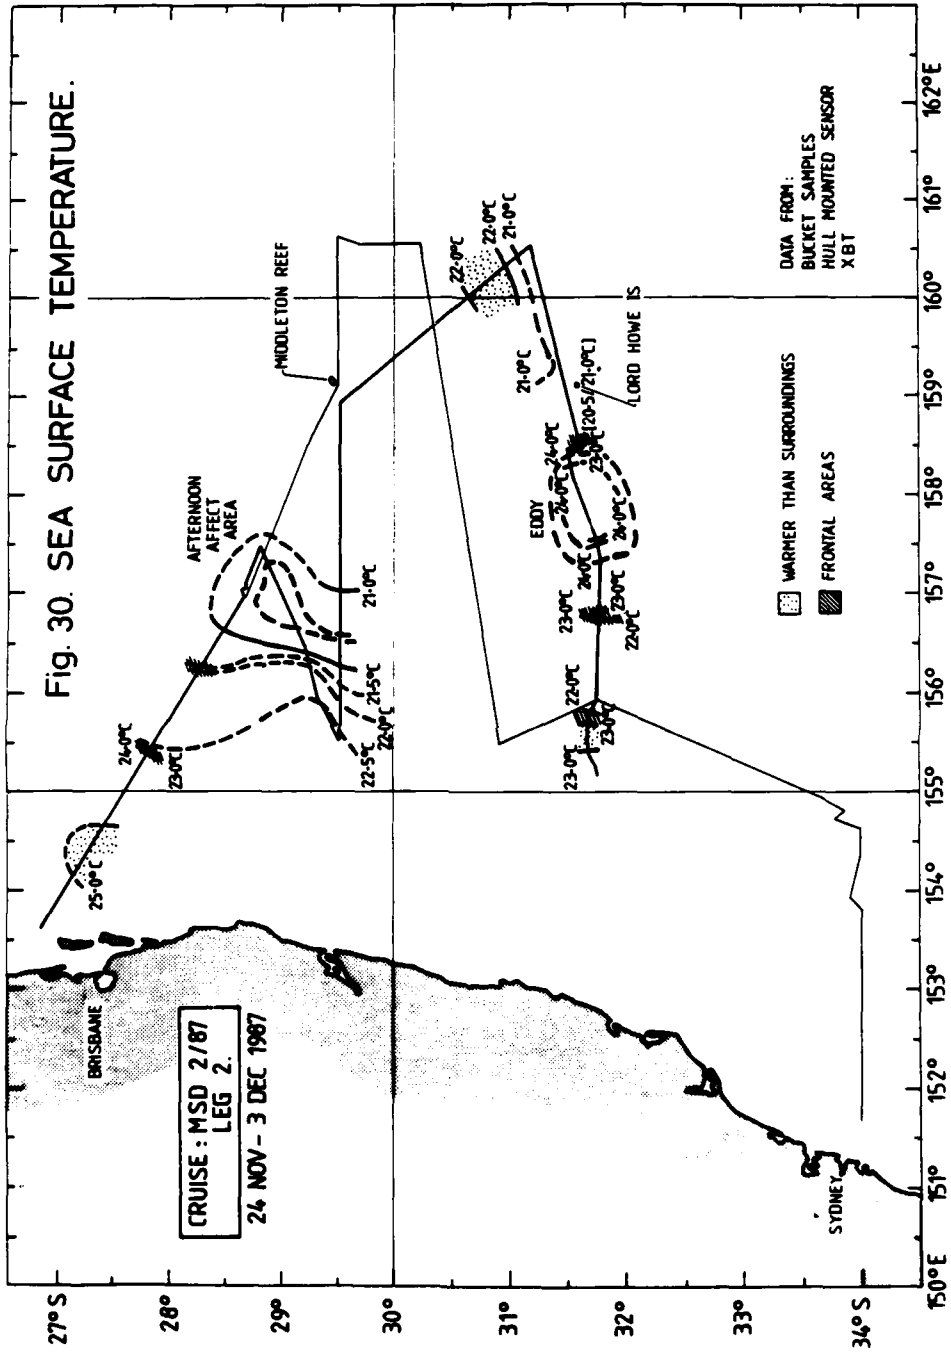 Fig. 30. SEA SURFACE TEMPERATURE.
CRUISE : MSD 2/87
LEG 2.
24 NOV - 3 DEC 1987
BRISBANE
SYDNEY
MIDDLETON REEF
LORD HOWE IS
AFTERNOON
AFFECT
AREA
EDDY
25·0°C
24·0°C
23·0°C)
22·5°C
22·0°C
21·5°C
21·0°C
22·0°C
22·0°C
21·0°C
21·0°C
(20·5/21·0°C)
24·0°C
23·0°C
26·0°C
26·0°C
23·0°C
23·0°C
22·0°C
22·0°C
23·0°C
23·0°C
WARMER THAN SURROUNDINGS
FRONTAL AREAS
DATA FROM:
BUCKET SAMPLES
HULL MOUNTED SENSOR
XBT
27°S
28°
29°
30°
31°
32°
33°
34°S
150°E
151°
152°
153°
154°
155°
156°
157°
158°
159°
160°
161°
162°E